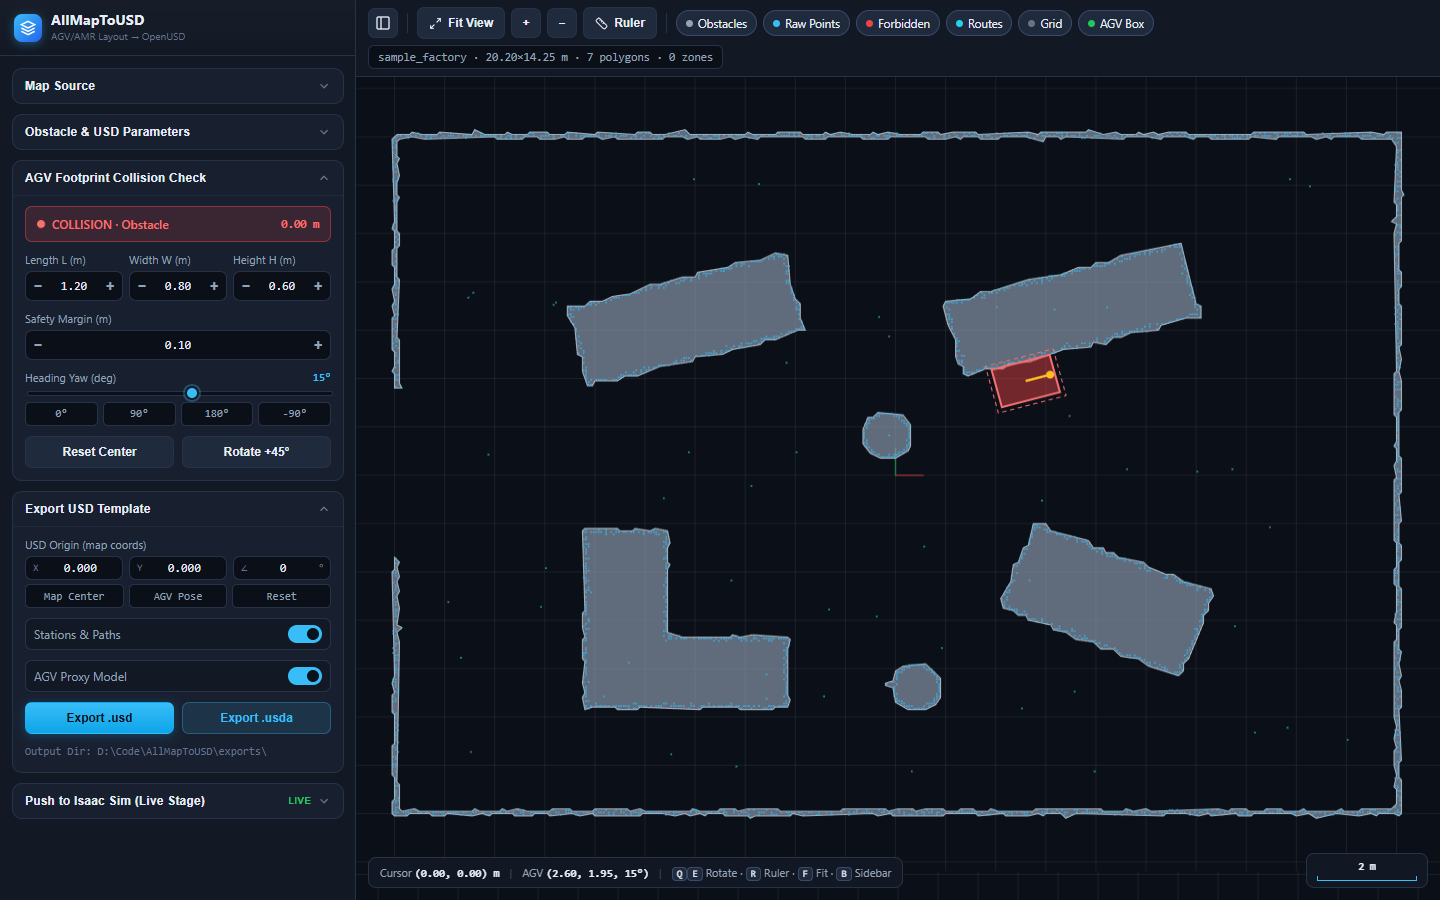 AllMapToUSD
AGV/AMR Layout → OpenUSD
Map Source
Obstacle & USD Parameters
AGV Footprint Collision Check
COLLISION · Obstacle 0.00 m
Length L (m) Width W (m) Height H (m)
− 1.20 + − 0.80 + − 0.60 +
Safety Margin (m)
− 0.10 +
Heading Yaw (deg) 15°
0° 90° 180° -90°
Reset Center Rotate +45°
Export USD Template
USD Origin (map coords)
X 0.000 Y 0.000 ∠ 0 °
Map Center AGV Pose Reset
Stations & Paths
AGV Proxy Model
Export .usd Export .usda
Output Dir: D:\Code\AllMapToUSD\exports\
Push to Isaac Sim (Live Stage) LIVE
Fit View + − Ruler Obstacles Raw Points Forbidden Routes Grid AGV Box
sample_factory · 20.20×14.25 m · 7 polygons · 0 zones
Cursor (0.00, 0.00) m | AGV (2.60, 1.95, 15°) | Q E Rotate · R Ruler · F Fit · B Sidebar
2 m